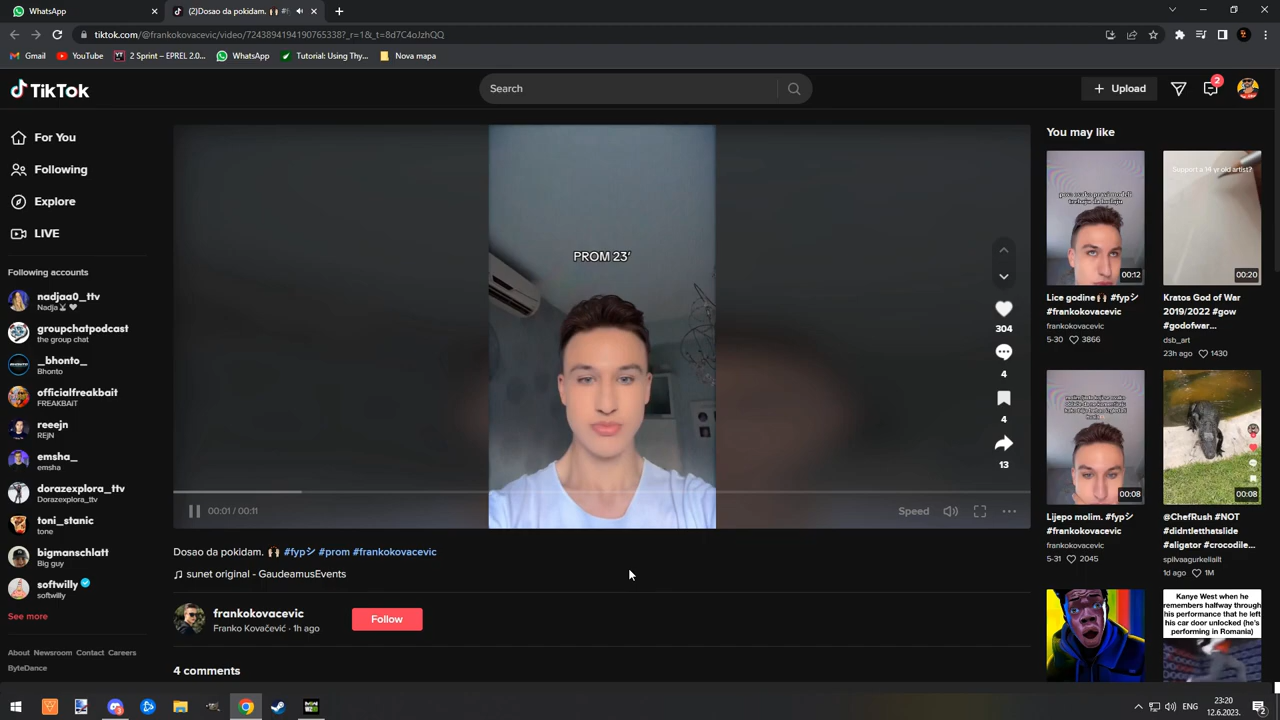 WhatsApp
(2)Dosao da pokidam. 🙌🏻 #f
tiktok.com/@frankokovacevic/video/7243894194190765338?_r=1&_t=8d7C4oJzhQQ
Gmail
YouTube
2 Sprint – EPREL 2.0...
WhatsApp
Tutorial: Using Thy...
Nova mapa
TikTok
Search
+ Upload
2
For You
Following
Explore
LIVE
Following accounts
nadjaa0_ttv
Nadja
groupchatpodcast
the group chat
_bhonto_
Bhonto
officialfreakbait
FREAKBAiT
reeejn
REJN
emsha_
emsha
dorazexplora_ttv
Dorazexplora_ttv
toni_stanic
tone
bigmanschlatt
Big guy
softwilly
softwilly
See more
About Newsroom Contact Careers
ByteDance
PROM 23'
304
4
4
13
00:01 / 00:11
Speed
Dosao da pokidam. 🙌🏻 #fypシ #prom #frankokovacevic
♫ sunet original - GaudeamusEvents
frankokovacevic
Franko Kovačević · 1h ago
Follow
4 comments
You may like
00:12
Lice godine🙌🏻 #fypシ
#frankokovacevic
frankokovacevic
5-30 3866
Support a 14 yr old artist?
00:20
Kratos God of War
2019/2022 #gow
#godofwar...
dsb_art
23h ago 1430
00:08
Lijepo molim. #fypシ
#frankokovacevic
frankokovacevic
5-31 2045
00:08
@ChefRush #NOT
#didntletthatslide
#aligator #crocodile...
spilvaagurkelialit
1d ago 1M
Kanye West when he
remembers halfway through
his performance that he left
his car door unlocked (he's
performing in Romania)
ENG
23:20
12.6.2023.
2